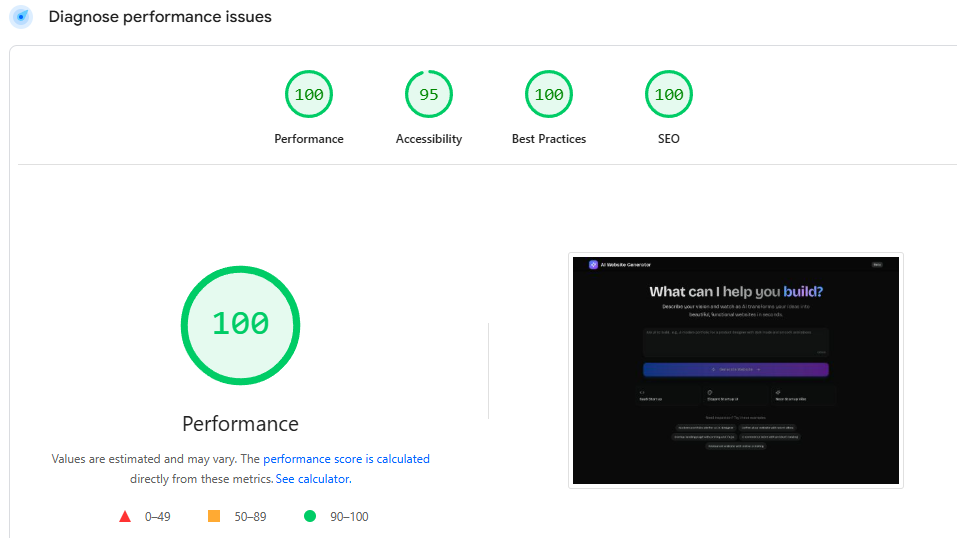 Diagnose performance issues
100
95
100
100
Performance
Accessibility
Best Practices
SEO
100
Performance
Values are estimated and may vary. The performance score is calculated
directly from these metrics. See calculator.
0–49
50–89
90–100
AI Website Generator
What can I help you build?
Describe your vision and watch as AI transforms your ideas into
beautiful, functional websites in seconds.